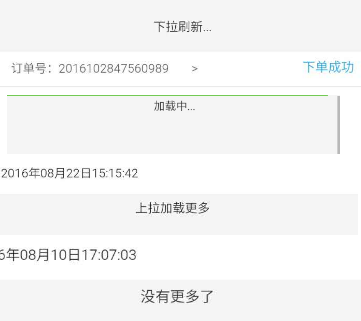 下拉刷新...
订单号：2016102847560989 > 下单成功
加载中...
2016年08月22日15:15:42
上拉加载更多
6年08月10日17:07:03
没有更多了